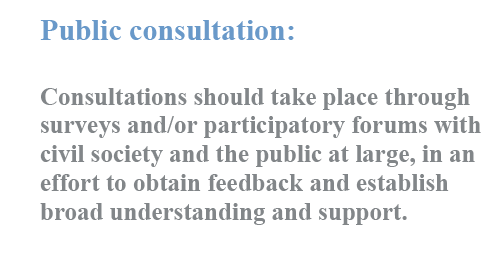 Public consultation:
Consultations should take place through
surveys and/or participatory forums with
civil society and the public at large, in an
effort to obtain feedback and establish
broad understanding and support.